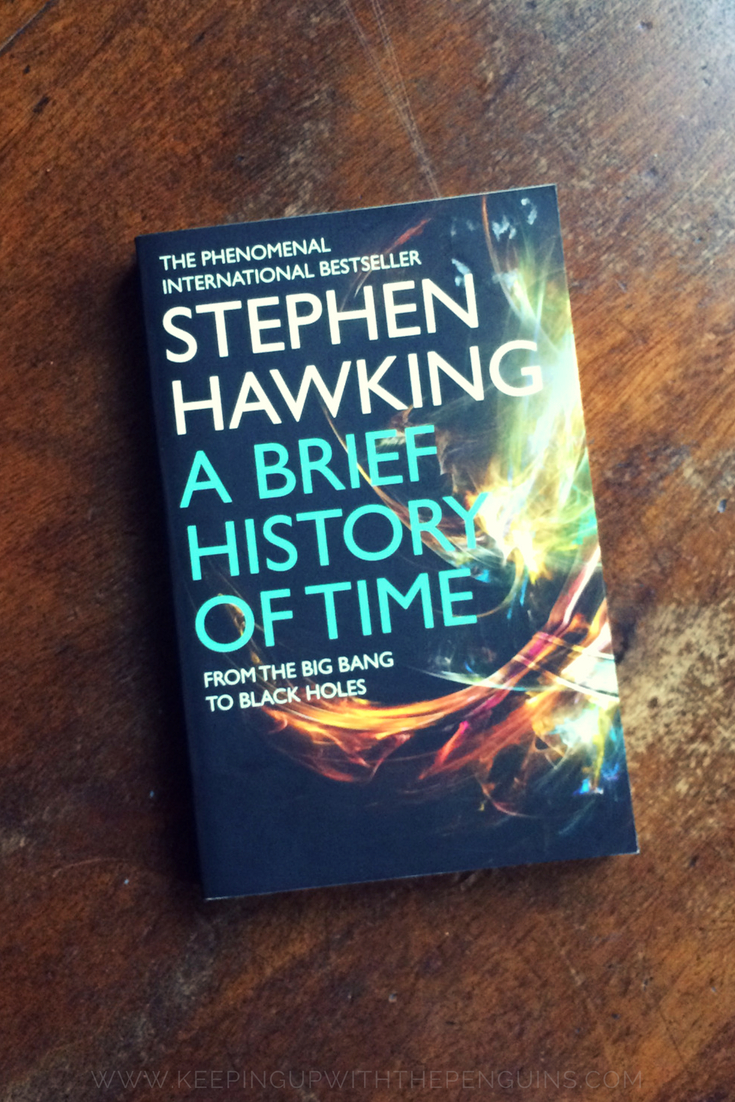 THE PHENOMENAL
INTERNATIONAL BESTSELLER
STEPHEN
HAWKING
A BRIEF
HISTORY
OF TIME
FROM THE BIG BANG
TO BLACK HOLES
WWW.KEEPINGUPWITHTHEPENGUINS.COM